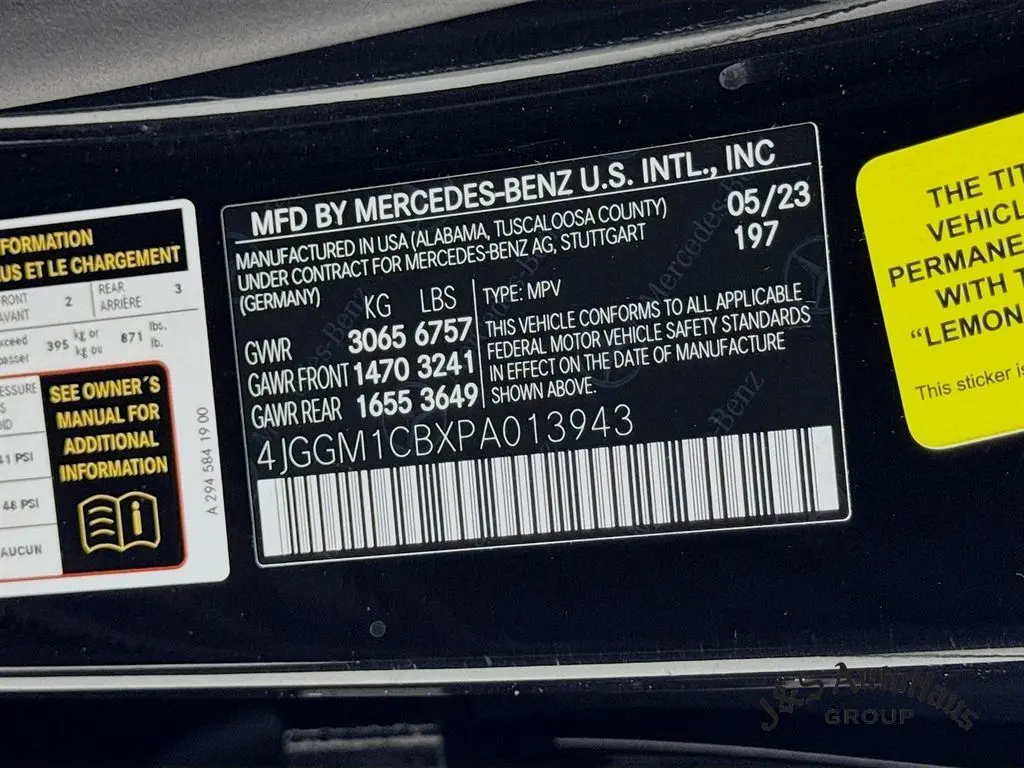 NFORMATION
US ET LE CHARGEMENT
FRONT
AVANT
2
REAR
ARRIÈRE
3
xceed
passer
395
kg or
kg ou
871
lbs.
lb.
ESSURE
S
OID
41 PSI
48 PSI
AUCUN
SEE OWNER'S
MANUAL FOR
ADDITIONAL
INFORMATION
A 294 584 19 00
MFD BY MERCEDES-BENZ U.S. INTL., INC
MANUFACTURED IN USA (ALABAMA, TUSCALOOSA COUNTY)
UNDER CONTRACT FOR MERCEDES-BENZ AG, STUTTGART
(GERMANY)
05/23
197
KG LBS
GVWR 3065 6757
GAWR FRONT 1470 3241
GAWR REAR 1655 3649
TYPE: MPV
THIS VEHICLE CONFORMS TO ALL APPLICABLE
FEDERAL MOTOR VEHICLE SAFETY STANDARDS
IN EFFECT ON THE DATE OF MANUFACTURE
SHOWN ABOVE.
4JGGM1CBXPA013943
THE TIT
VEHICL
PERMANE
WITH T
"LEMON
This sticker is
J&S AutoHaus
GROUP